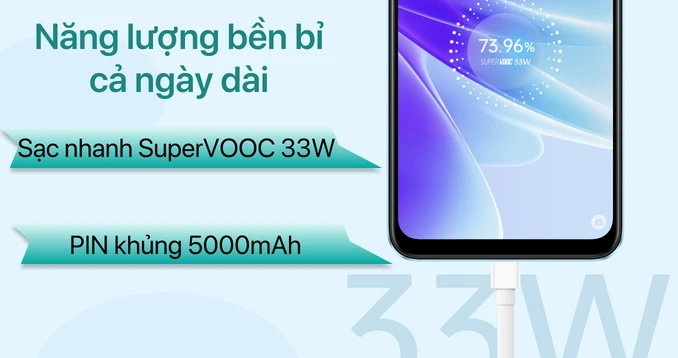 Năng lượng bền bỉ
cả ngày dài
Sạc nhanh SuperVOOC 33W
PIN khủng 5000mAh
73.96%
SUPERVOOC 33W
33W